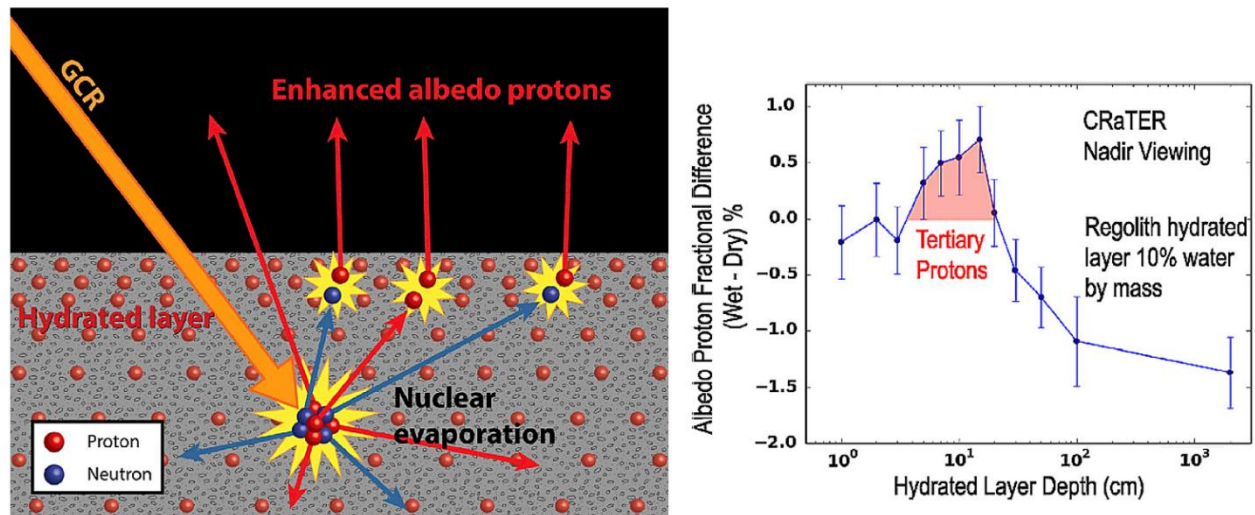 GCR
Enhanced albedo protons
Hydrated layer
Nuclear
evaporation
Proton
Neutron
Albedo Proton Fractional Difference
(Wet - Dry) %
1.0
0.5
0.0
−0.5
−1.0
−1.5
−2.0
CRaTER
Nadir Viewing
Tertiary
Protons
Regolith hydrated
layer 10% water
by mass
10⁰
10¹
10²
10³
Hydrated Layer Depth (cm)